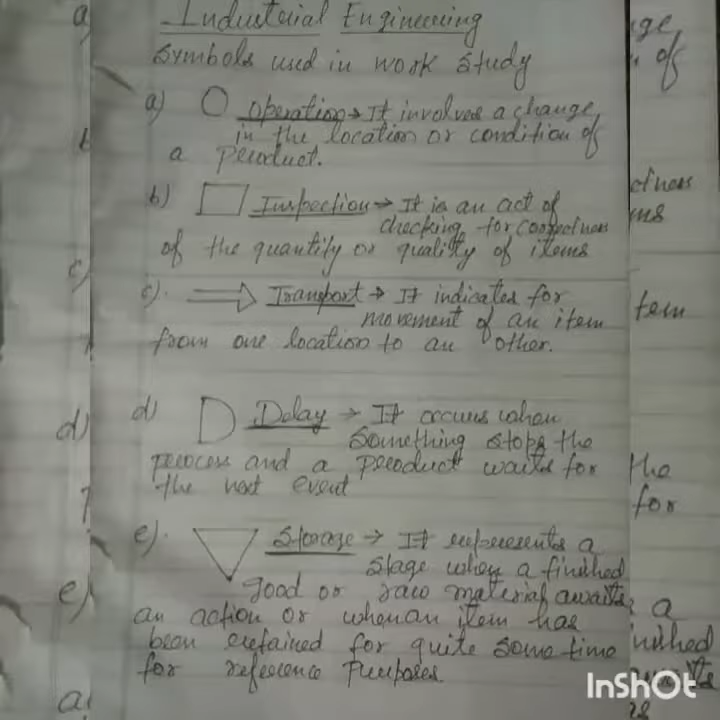 Industrial Engineering
Symbols used in work study
a) Operation → It involves a change
in the location or condition of
a product.
b) Inspection → It is an act of
checking for correctness
of the quantity or quality of items
c). Transport → It indicates for
movement of an item
from one location to an other.
d) Delay → It occurs when
Something stops the
process and a product waits for
the next event
e). Storage → It represents a
stage when a finished
good or raw material awaits
an action or when an item has
been retained for quite some time
for reference Purposes.
InShOt